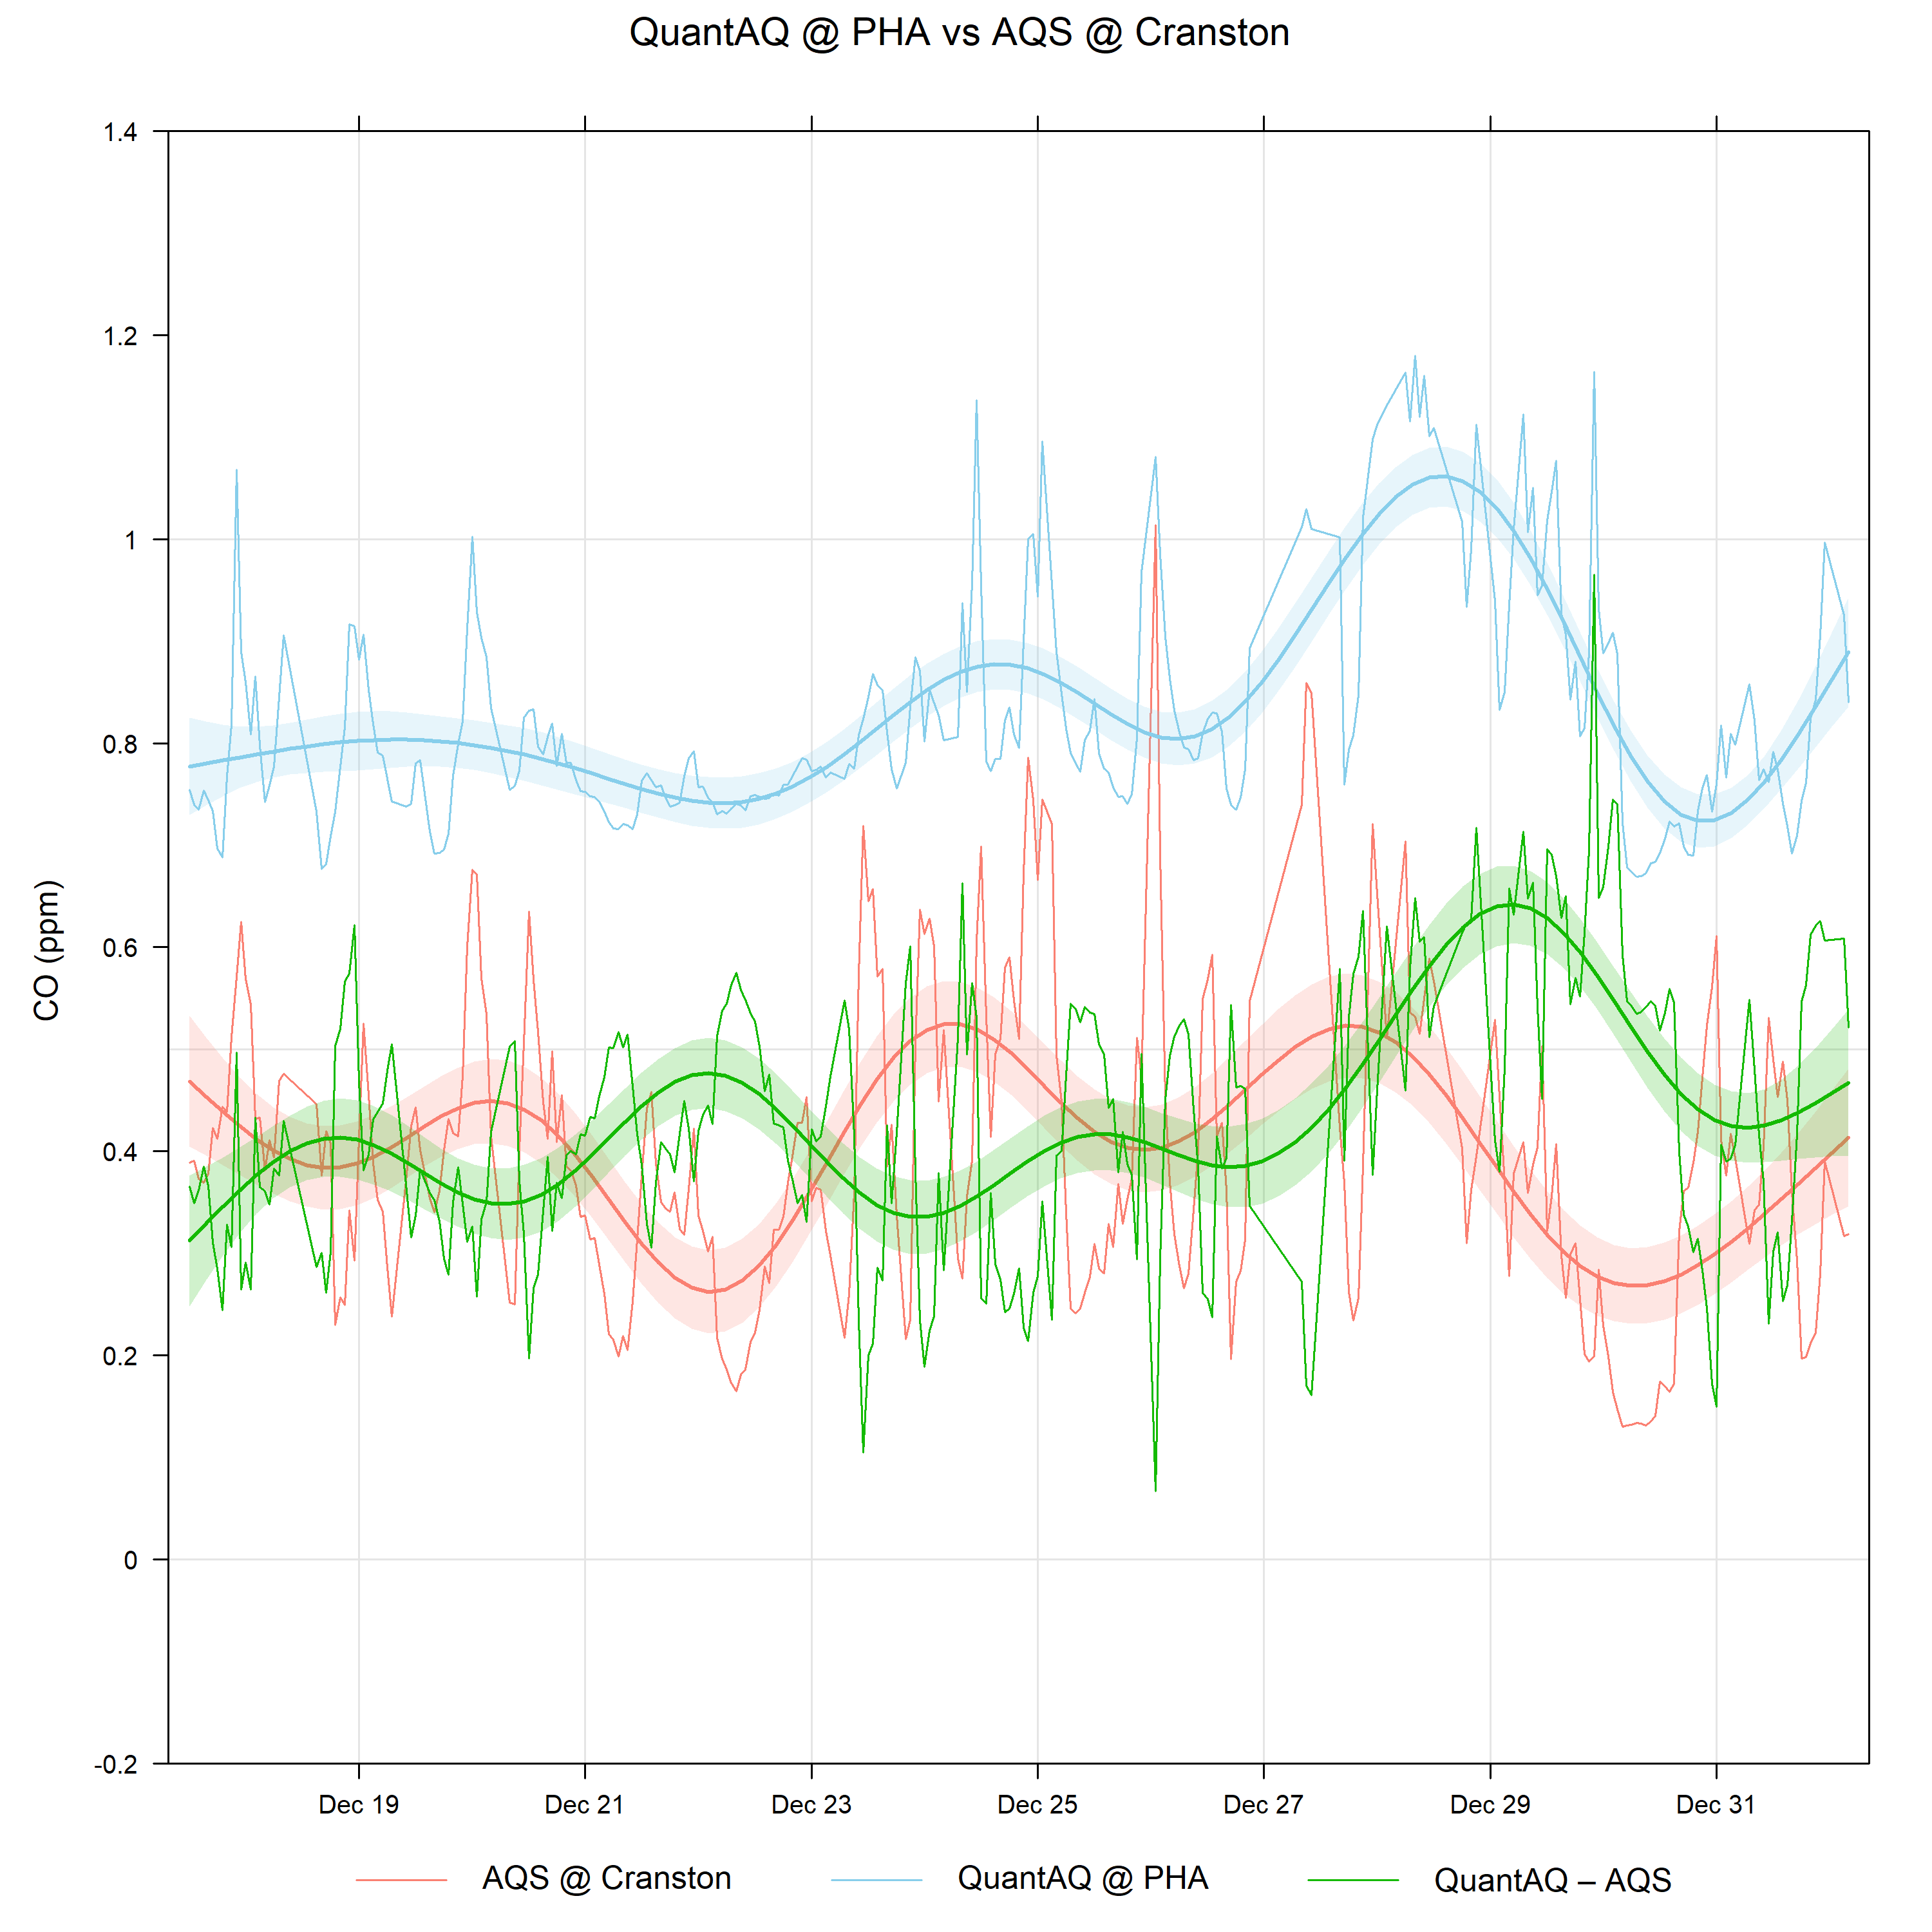 QuantAQ @ PHA vs AQS @ Cranston
1.4
1.2
1
0.8
0.6
0.4
0.2
0
-0.2
CO (ppm)
Dec 19 Dec 21 Dec 23 Dec 25 Dec 27 Dec 29 Dec 31
AQS @ Cranston QuantAQ @ PHA QuantAQ – AQS